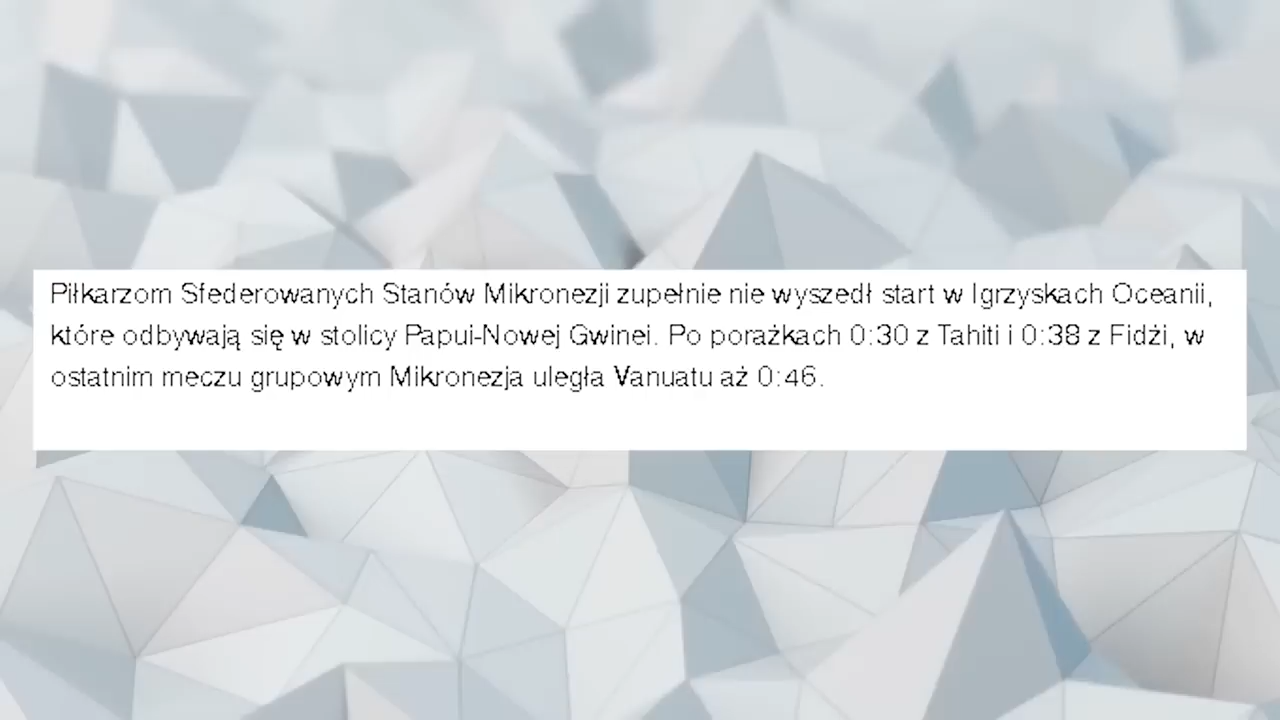 Piłkarzom Sfederowanych Stanów Mikronezji zupełnie nie wyszedł start w Igrzyskach Oceanii,
które odbywają się w stolicy Papui-Nowej Gwinei. Po porażkach 0:30 z Tahiti i 0:38 z Fidżi, w
ostatnim meczu grupowym Mikronezja uległa Vanuatu aż 0:46.